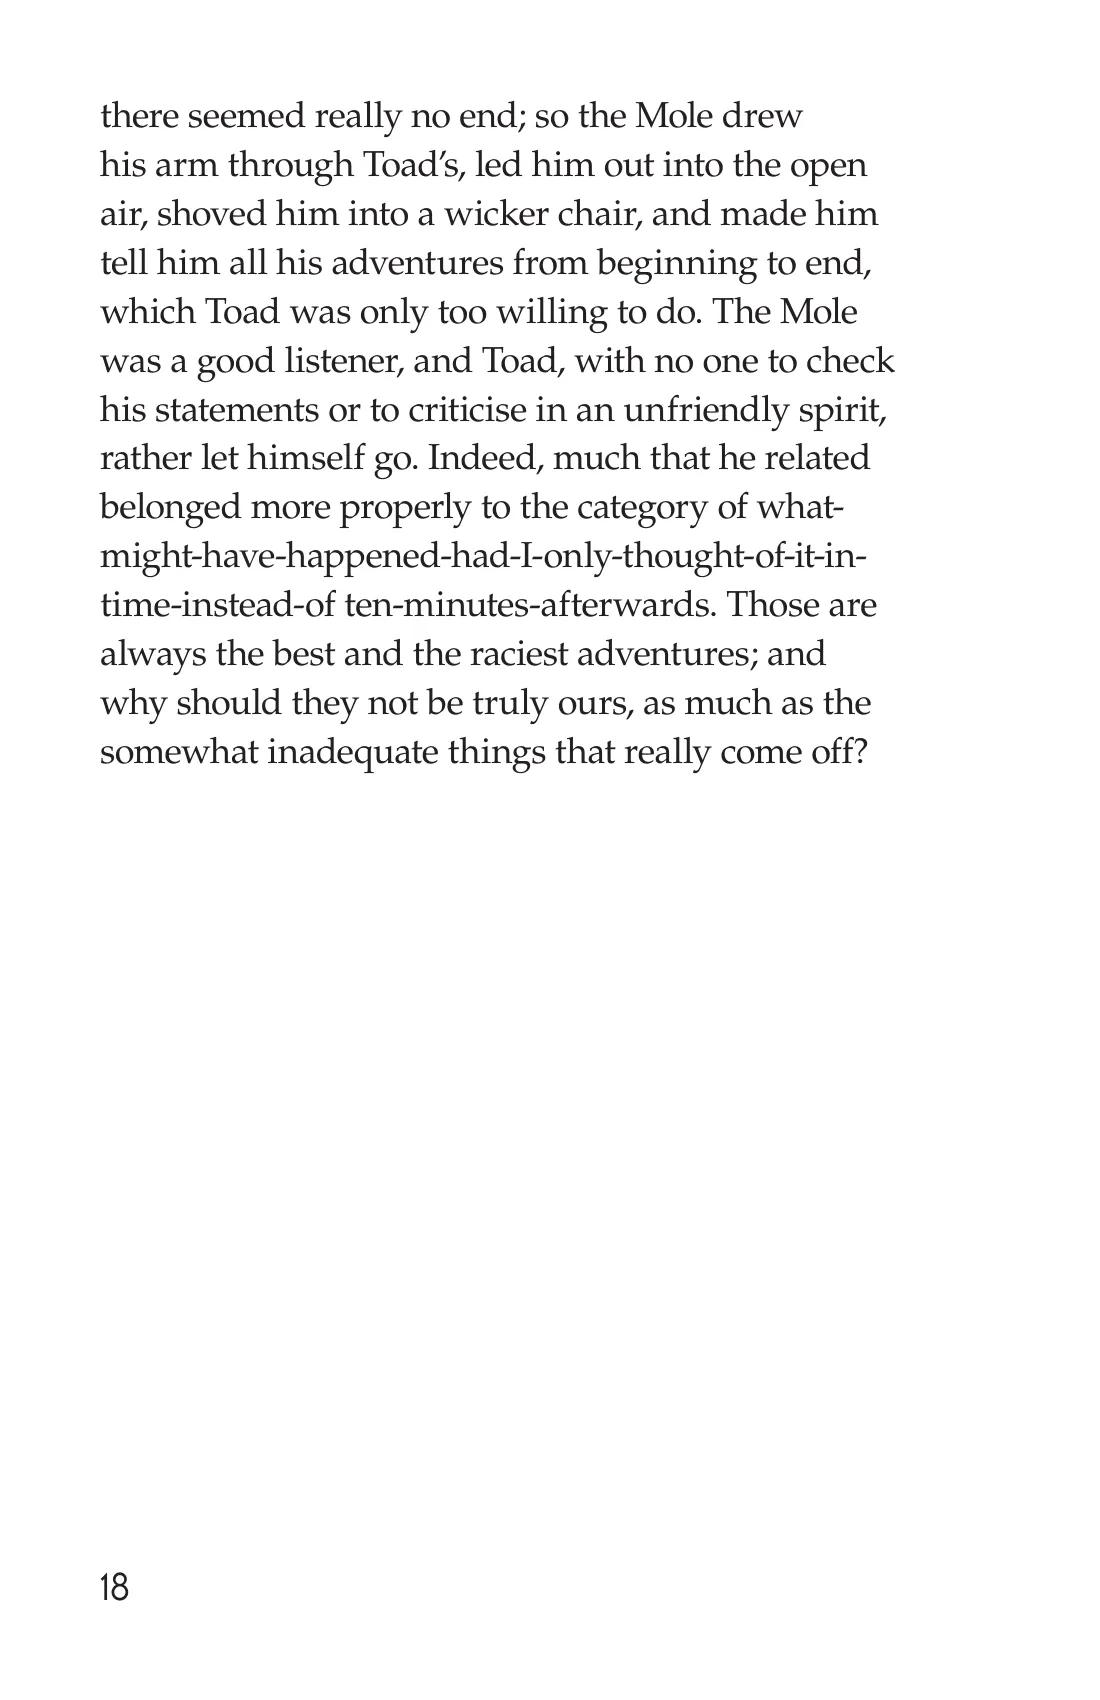 there seemed really no end; so the Mole drew
his arm through Toad’s, led him out into the open
air, shoved him into a wicker chair, and made him
tell him all his adventures from beginning to end,
which Toad was only too willing to do. The Mole
was a good listener, and Toad, with no one to check
his statements or to criticise in an unfriendly spirit,
rather let himself go. Indeed, much that he related
belonged more properly to the category of what-
might-have-happened-had-I-only-thought-of-it-in-
time-instead-of ten-minutes-afterwards. Those are
always the best and the raciest adventures; and
why should they not be truly ours, as much as the
somewhat inadequate things that really come off?
18